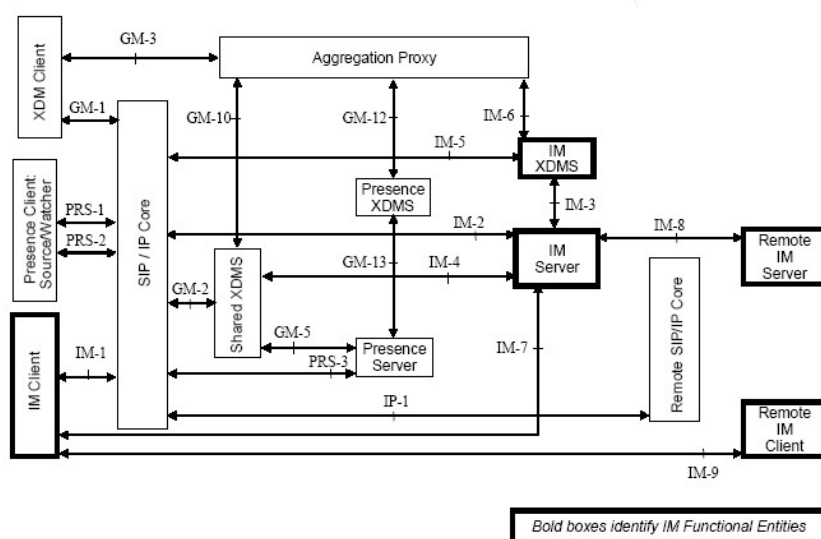 GM-3
Aggregation Proxy
XDM Client
GM-1
GM-10
GM-12
IM-6
IM-5
IM
XDMS
Presence Client:
Source/Watcher
PRS-1
PRS-2
SIP / IP Core
Presence
XDMS
IM-3
IM-2
IM-8
IM
Server
Remote
IM
Server
GM-13
IM-4
Shared XDMS
GM-2
GM-5
Presence
Server
PRS-3
IM-7
Remote SIP/IP Core
IM Client
IM-1
IP-1
Remote
IM
Client
IM-9
Bold boxes identify IM Functional Entities